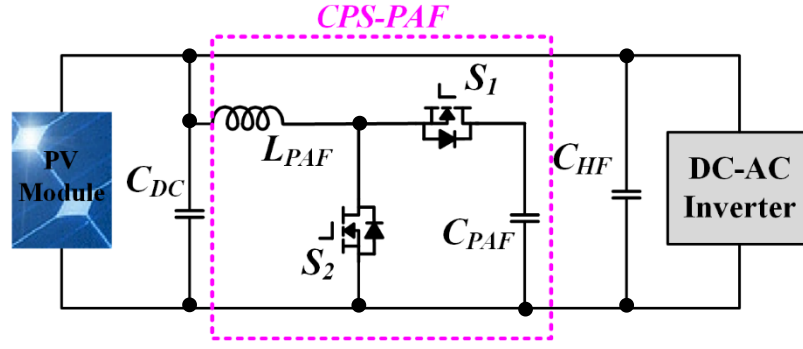 CPS-PAF
S1
PV
Module
CDC
LPAF
S2
CPAF
CHF
DC-AC
Inverter